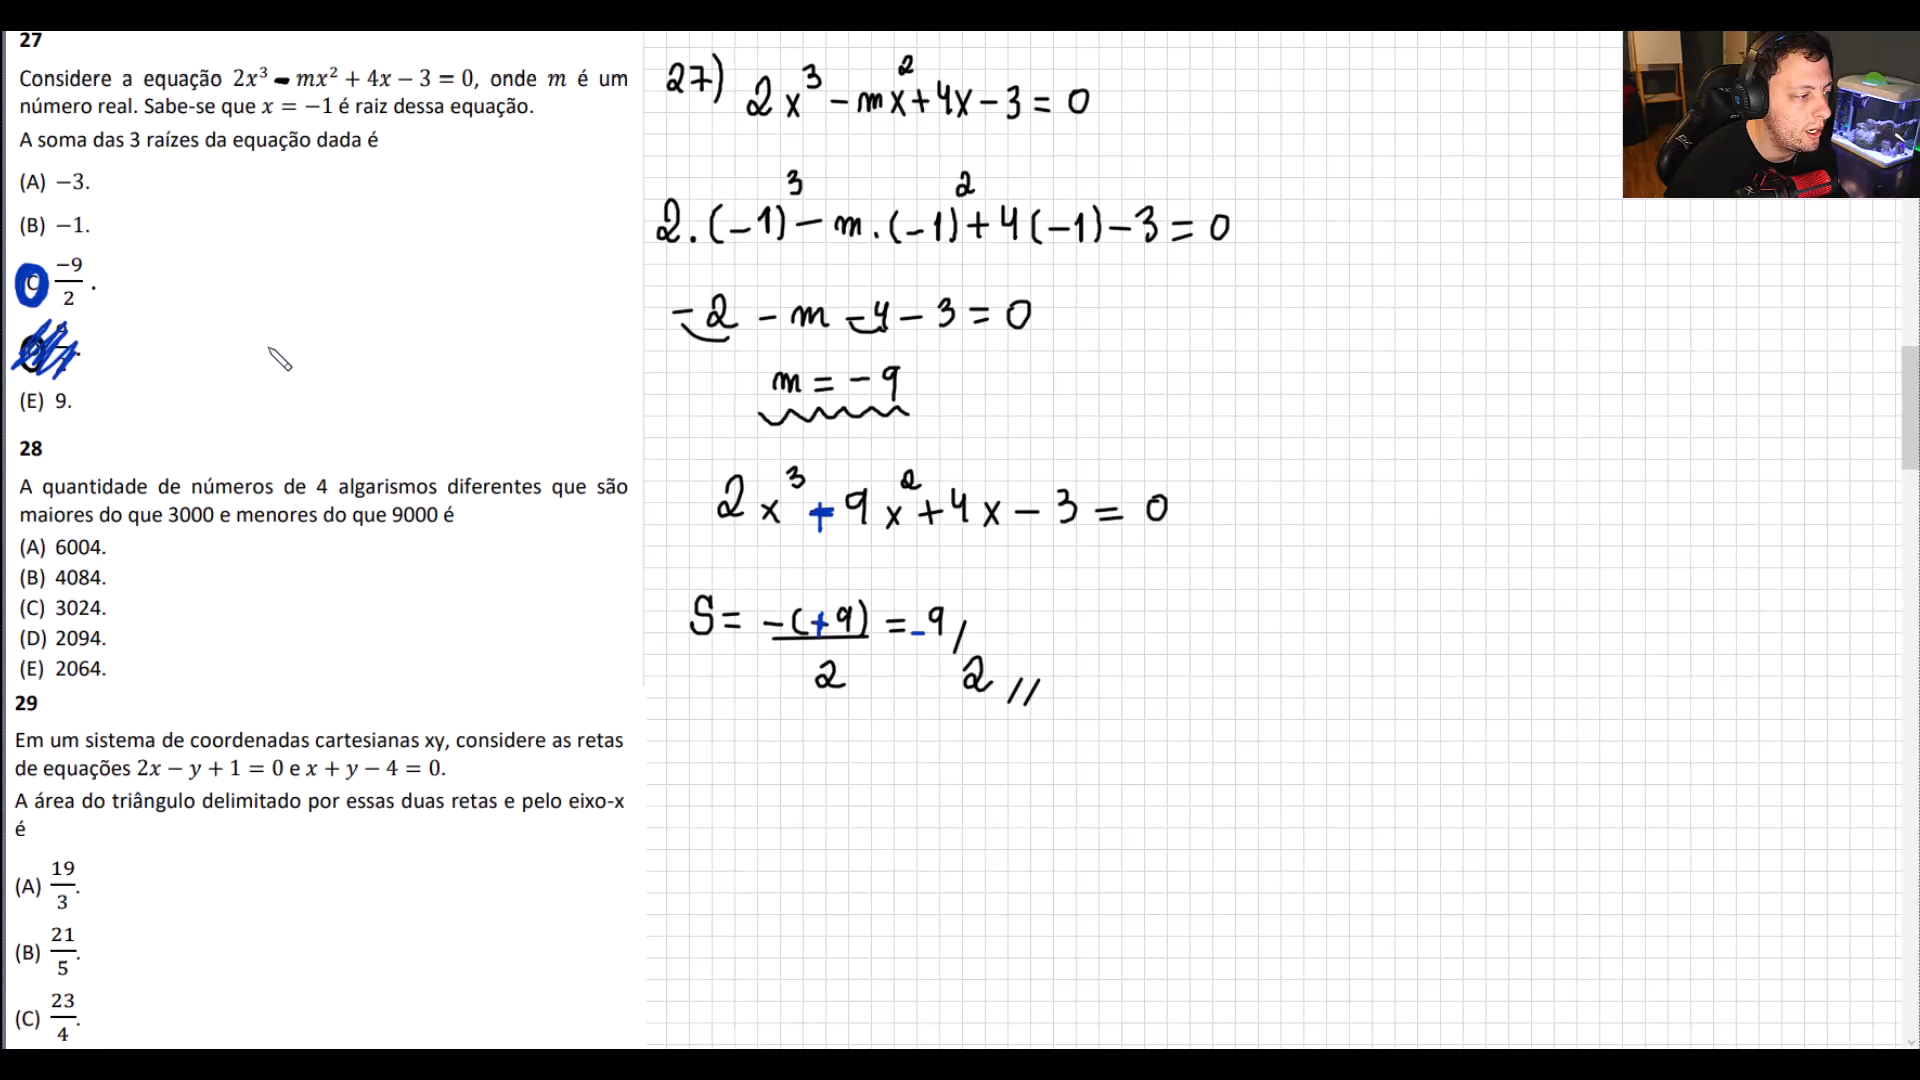 27
Considere a equação 2x³ - mx² + 4x − 3 = 0, onde m é um
número real. Sabe-se que x = −1 é raiz dessa equação.
A soma das 3 raízes da equação dada é
(A) −3.
(B) −1.
C −9/2 .
(E) 9.
28
A quantidade de números de 4 algarismos diferentes que são
maiores do que 3000 e menores do que 9000 é
(A) 6004.
(B) 4084.
(C) 3024.
(D) 2094.
(E) 2064.
29
Em um sistema de coordenadas cartesianas xy, considere as retas
de equações 2x − y + 1 = 0 e x + y − 4 = 0.
A área do triângulo delimitado por essas duas retas e pelo eixo-x
é
(A) 19/3.
(B) 21/5.
(C) 23/4.
27) 2x³ − mx² + 4x − 3 = 0
2.(−1)³ − m.(−1)² + 4(−1) − 3 = 0
−2 − m − 4 − 3 = 0
m = −9
2x³ + 9x² + 4x − 3 = 0
S = −(+9)/2 = −9/2 //